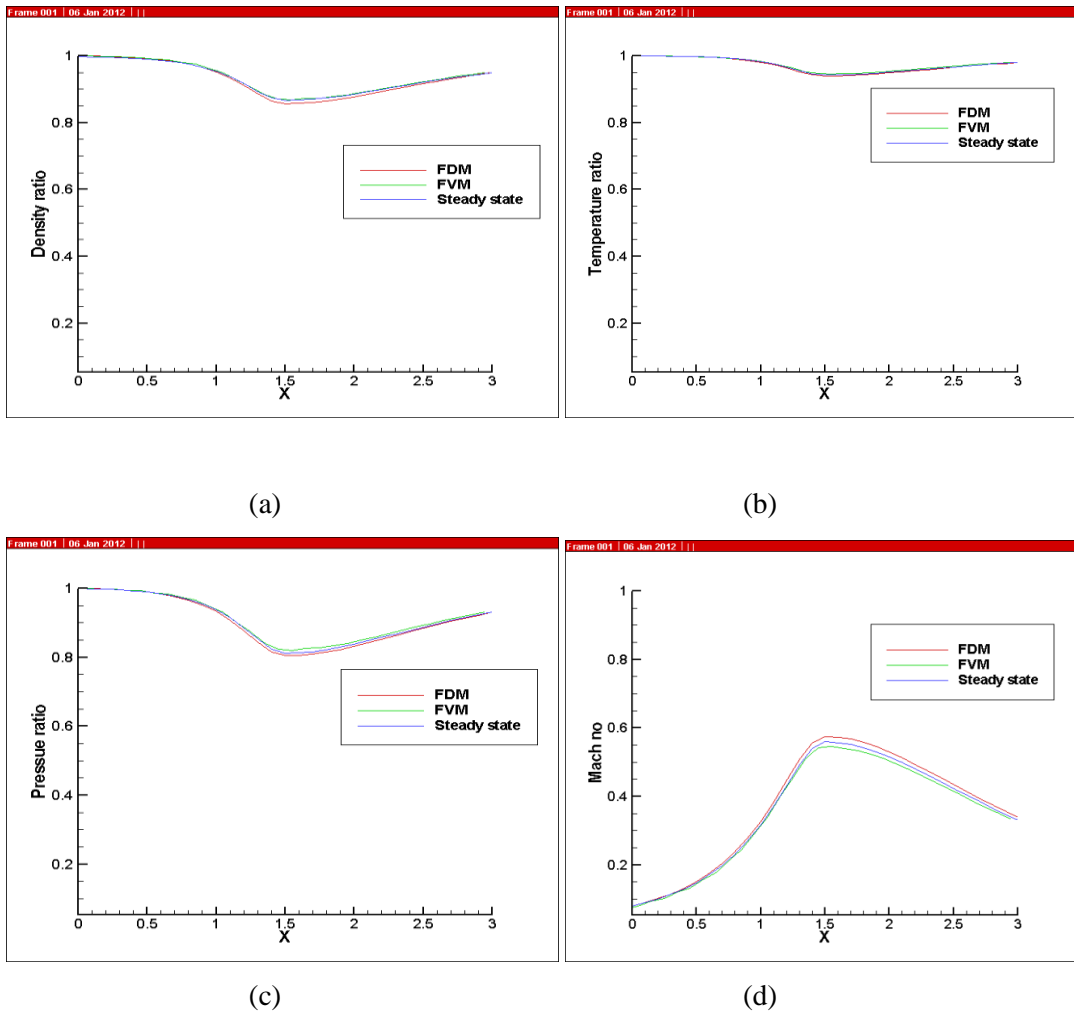 Frame 001 | 06 Jan 2012 | | |
1
0.8
0.6
0.4
0.2
Density ratio
FDM
FVM
Steady state
0 0.5 1 1.5 2 2.5 3
X
Frame 001 | 06 Jan 2012 | | |
1
0.8
0.6
0.4
0.2
Temperature ratio
FDM
FVM
Steady state
0 0.5 1 1.5 2 2.5 3
X
(a)
(b)
Frame 001 | 06 Jan 2012 | | |
1
0.8
0.6
0.4
0.2
Pressue ratio
FDM
FVM
Steady state
0 0.5 1 1.5 2 2.5 3
X
Frame 001 | 06 Jan 2012 | | |
1
0.8
0.6
0.4
0.2
Mach no
FDM
FVM
Steady state
0 0.5 1 1.5 2 2.5 3
X
(c)
(d)